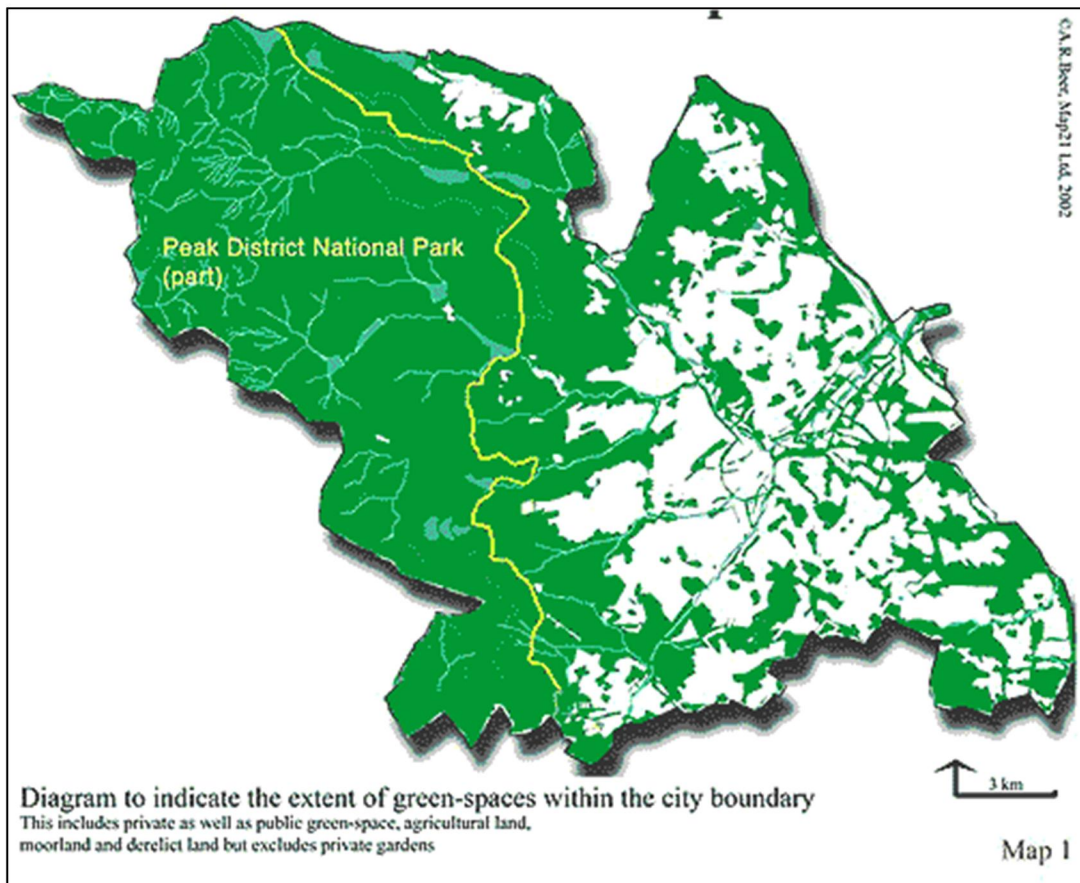 ©A.R.Beer, Map21 Ltd, 2002
Peak District National Park
(part)
3 km
Diagram to indicate the extent of green-spaces within the city boundary
This includes private as well as public green-space, agricultural land,
moorland and derelict land but excludes private gardens
Map 1